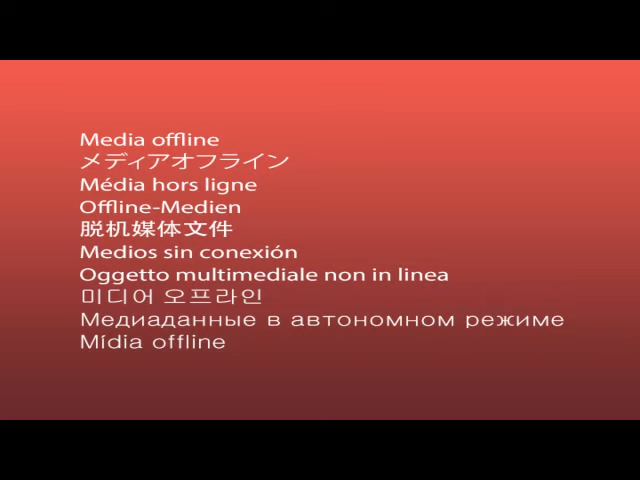 Media offline
メディアオフライン
Média hors ligne
Offline-Medien
脱机媒体文件
Medios sin conexión
Oggetto multimediale non in linea
미디어 오프라인
Медиаданные в автономном режиме
Mídia offline